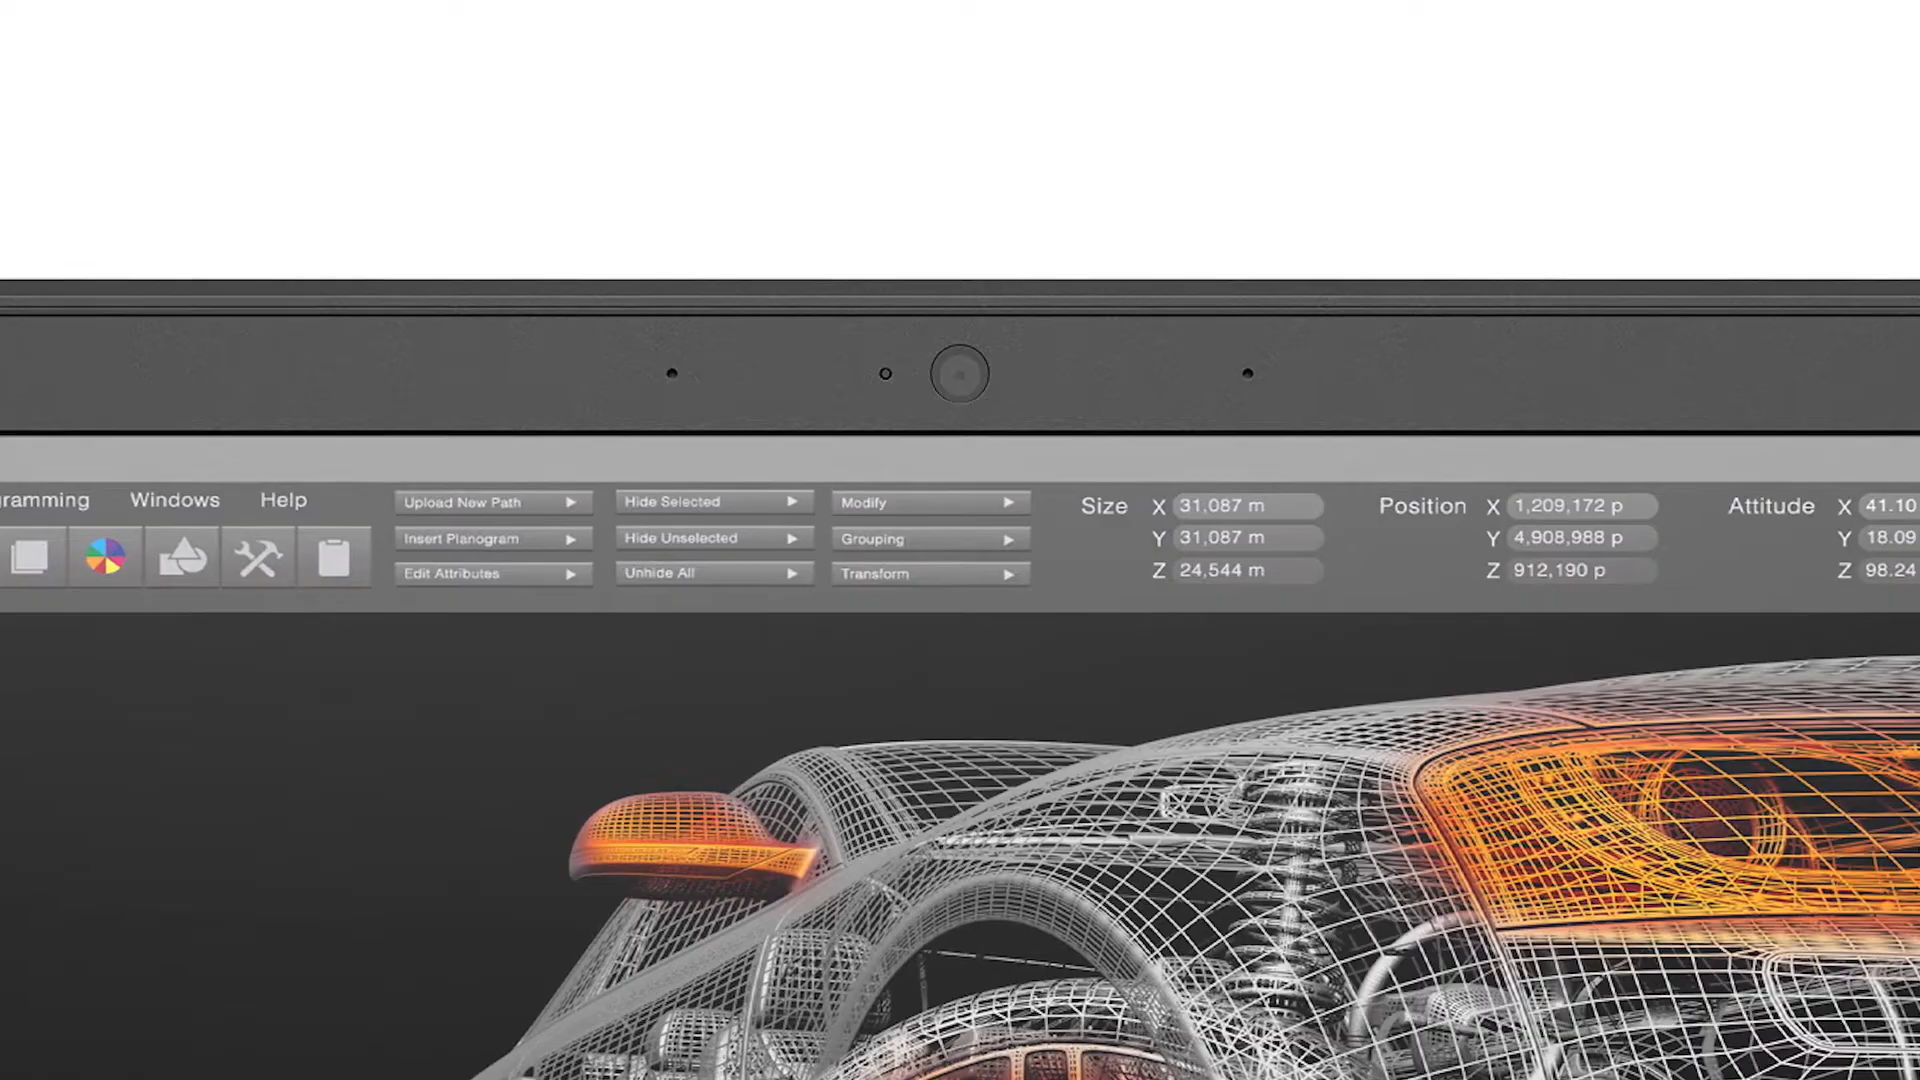 ramming Windows Help
Upload New Path
Insert Planogram
Edit Attributes
Hide Selected
Hide Unselected
Unhide All
Modify
Grouping
Transform
Size X 31,087 m
Y 31,087 m
Z 24,544 m
Position X 1,209,172 p
Y 4,908,988 p
Z 912,190 p
Attitude X 41.10
Y 18.09
Z 98.24